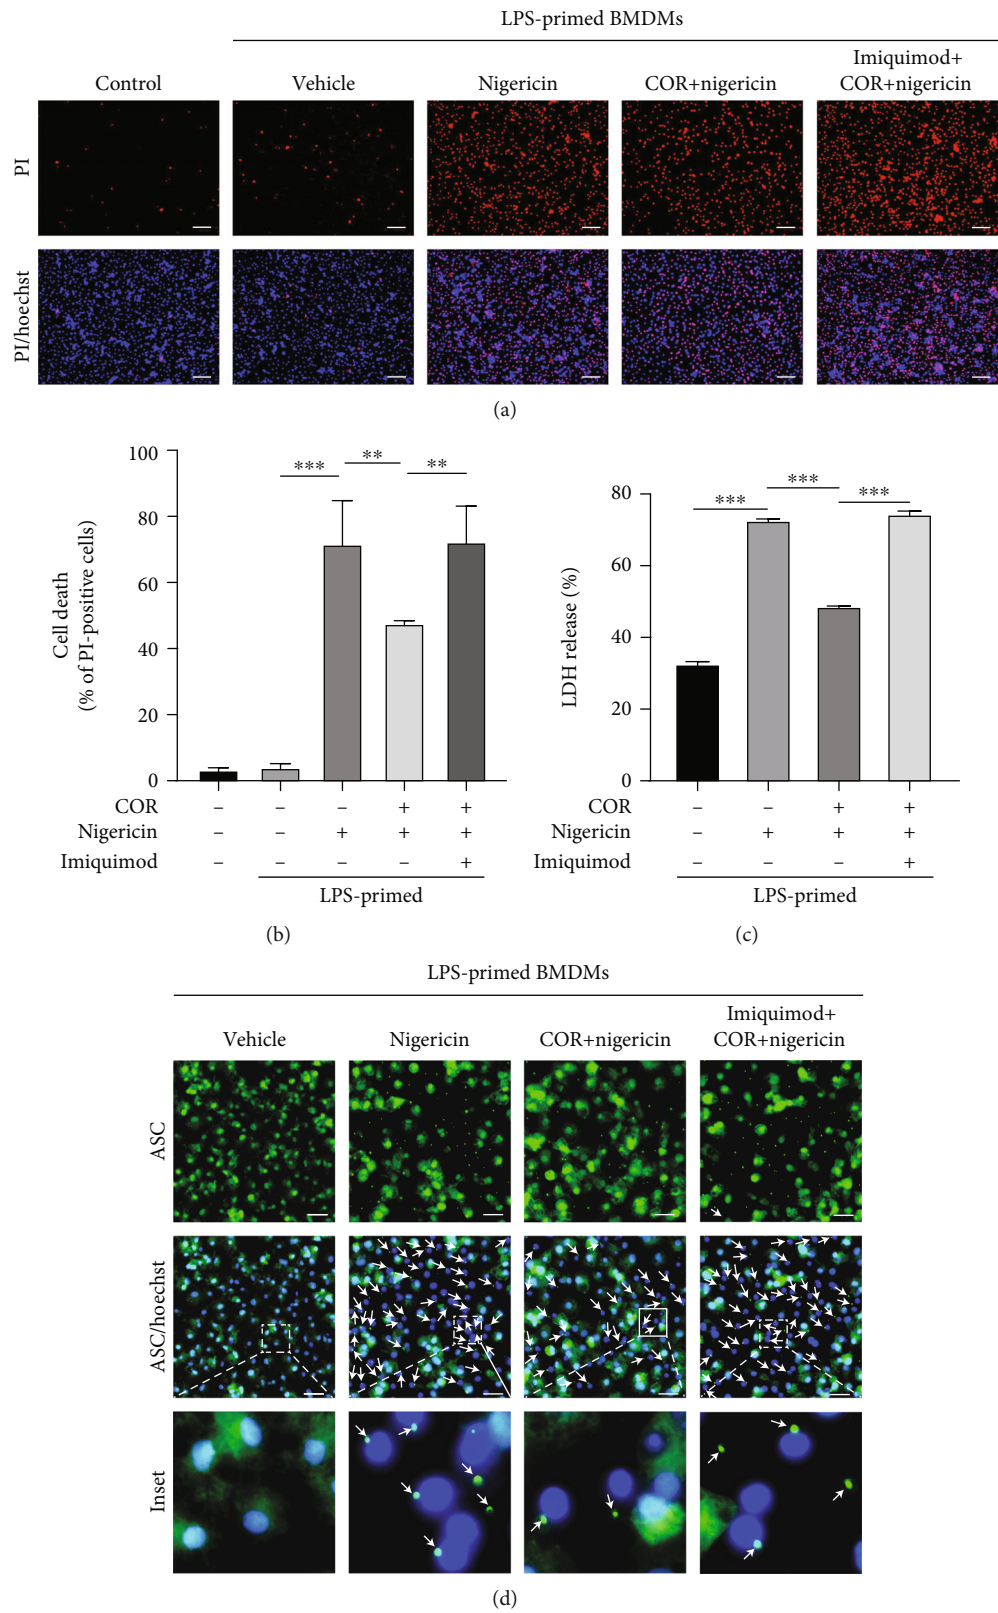 LPS-primed BMDMs
Control
Vehicle
Nigericin
COR+nigericin
Imiquimod+
COR+nigericin
PI
PI/hoechst
(a)
Cell death
(% of PI-positive cells)
100
80
60
40
20
0
***
**
**
COR – – – + +
Nigericin – – + + +
Imiquimod – – – – +
LPS-primed
(b)
LDH release (%)
80
60
40
20
0
***
***
***
COR – – + +
Nigericin – + + +
Imiquimod – – – +
LPS-primed
(c)
LPS-primed BMDMs
Vehicle
Nigericin
COR+nigericin
Imiquimod+
COR+nigericin
ASC
ASC/hoechst
Inset
(d)